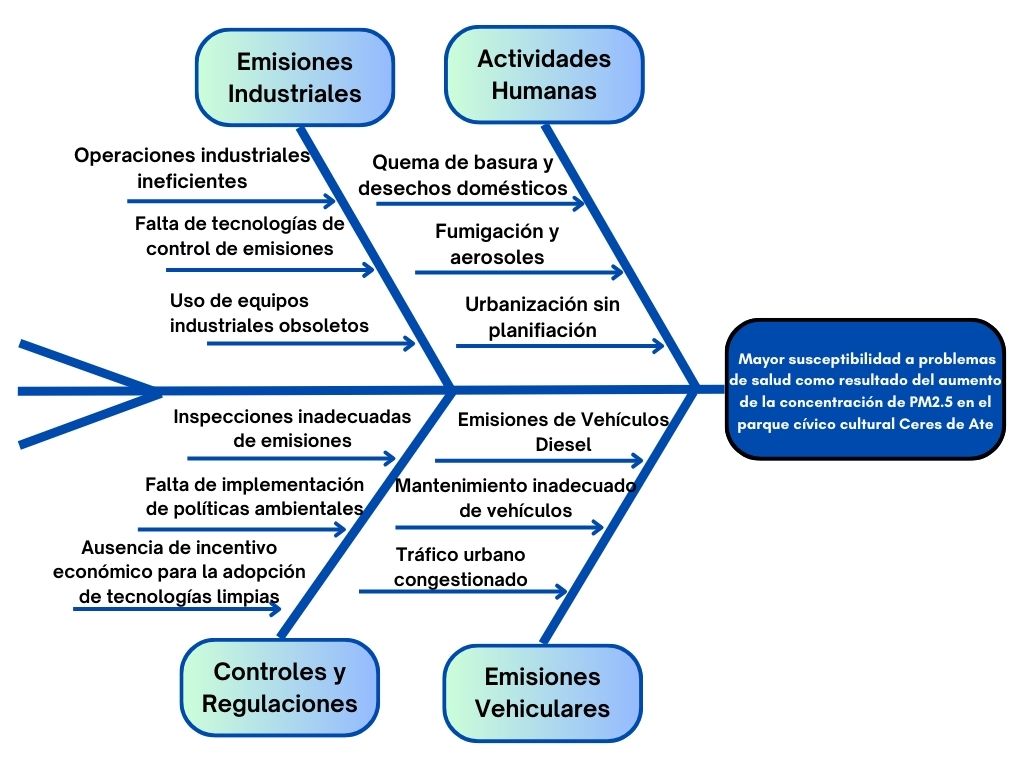 Emisiones
Industriales
Actividades
Humanas
Operaciones industriales
ineficientes
Falta de tecnologías de
control de emisiones
Uso de equipos
industriales obsoletos
Quema de basura y
desechos domésticos
Fumigación y
aerosoles
Urbanización sin
planifiación
Mayor susceptibilidad a problemas
de salud como resultado del aumento
de la concentración de PM2.5 en el
parque cívico cultural Ceres de Ate
Inspecciones inadecuadas
de emisiones
Falta de implementación
de políticas ambientales
Ausencia de incentivo
económico para la adopción
de tecnologías limpias
Emisiones de Vehículos
Diesel
Mantenimiento inadecuado
de vehículos
Tráfico urbano
congestionado
Controles y
Regulaciones
Emisiones
Vehiculares